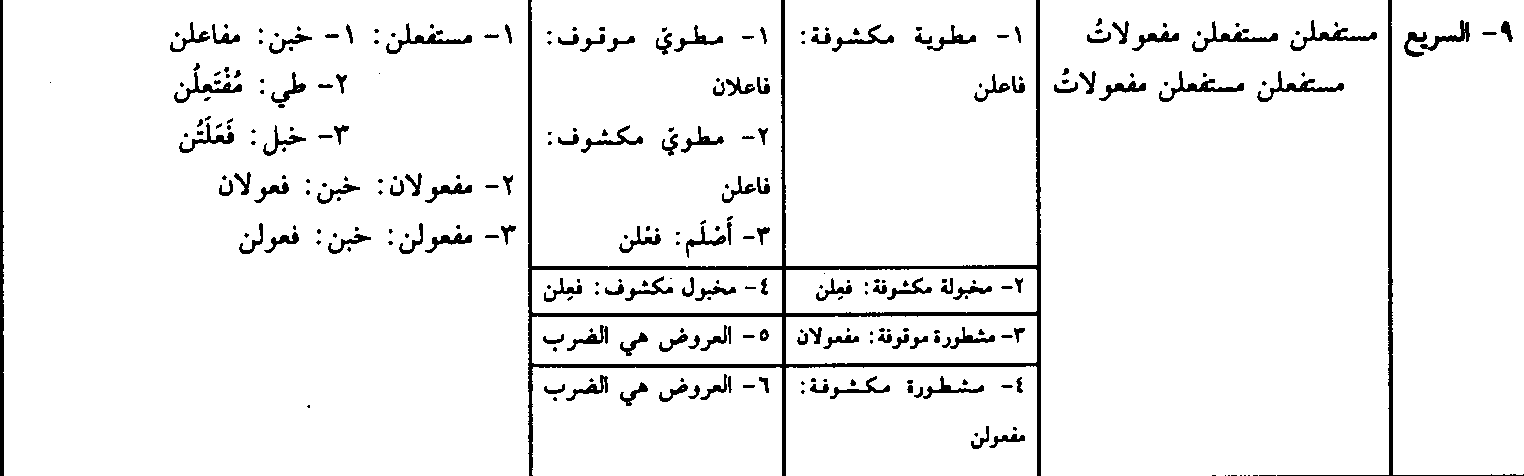 ٩- السريع
مستفعلن مستفعلن مفعولاتُ
مستفعلن مستفعلن مفعولاتُ
١- مطوية مكشوفة:
فاعلن
١- مطويّ موقوف:
فاعلان
٢- مطويّ مكشوف:
فاعلن
٣- أَصْلَم: فعْلن
٢- مخبولة مكشوفة: فعِلن
٤- مخبول مكشوف: فعِلن
٣- مشطورة موقوفة: مفعولان
٥- العروض هي الضرب
٤- مشطورة مكشوفة:
مفعولن
٦- العروض هي الضرب
١- مستفعلن: ١- خبن: مفاعلن
٢- طي: مُفْتَعِلُن
٣- خبل: فَعَلَتُن
٢- مفعولان: خبن: فعولان
٣- مفعولن: خبن: فعولن